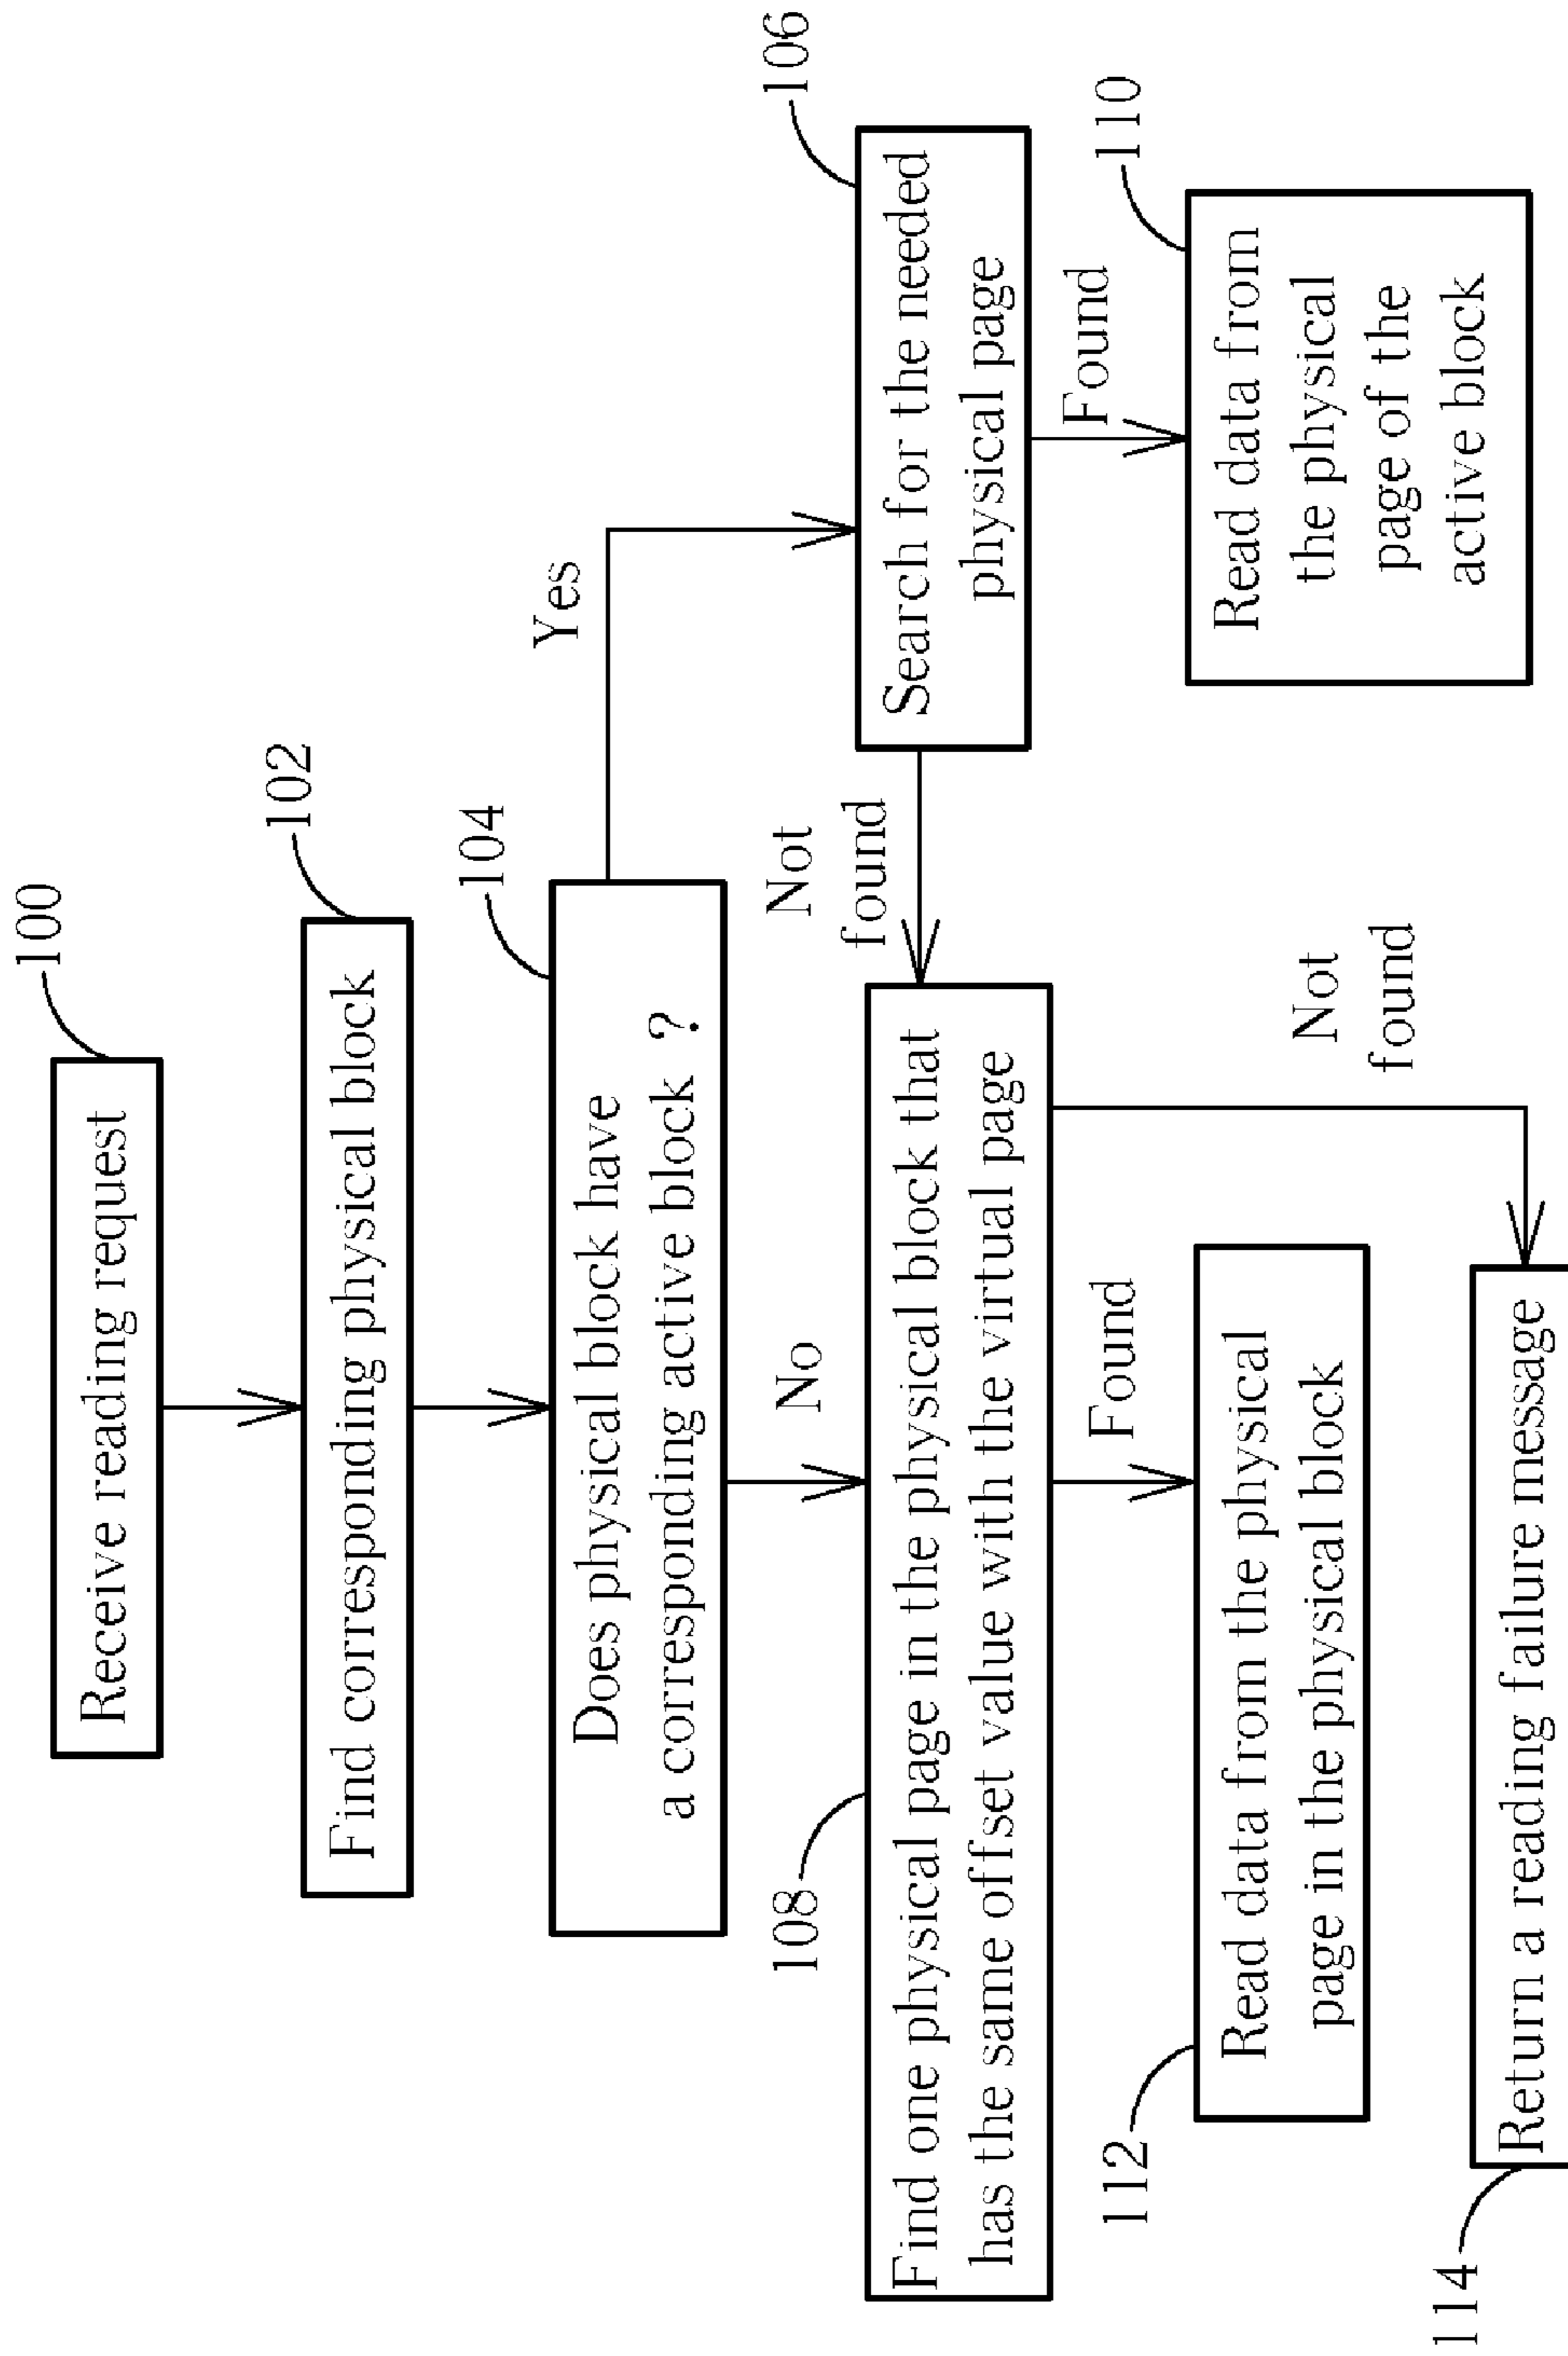 100
Receive reading request
102
Find corresponding physical block
104
Does physical block have
a corresponding active block ?
Yes
No
106
Search for the needed
physical page
Not
found
Found
108
Find one physical page in the physical block that
has the same offset value with the virtual page
110
Read data from
the physical
page of the
active block
Found
Not
found
112
Read data from the physical
page in the physical block
114
Return a reading failure message